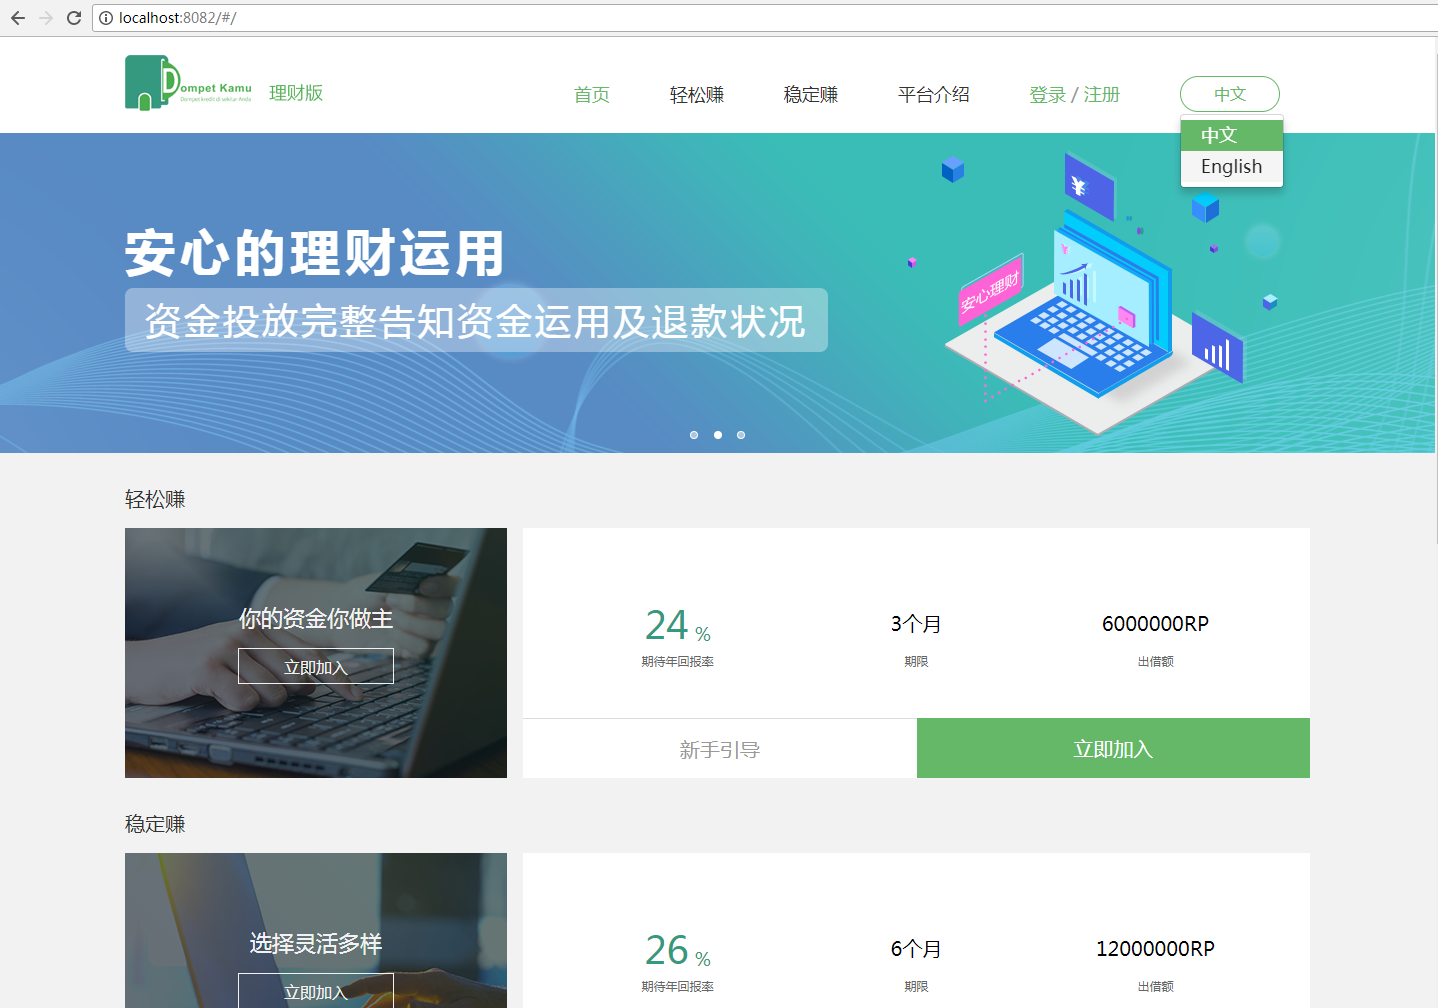 localhost:8082/#/
Dompet Kamu
Dompet kredit di sekitar Anda
理财版
首页
轻松赚
稳定赚
平台介绍
登录 / 注册
中文
中文
English
安心的理财运用
资金投放完整告知资金运用及退款状况
安心理财
轻松赚
你的资金你做主
立即加入
24 %
期待年回报率
3个月
期限
6000000RP
出借额
新手引导
立即加入
稳定赚
选择灵活多样
立即加入
26 %
期待年回报率
6个月
期限
12000000RP
出借额